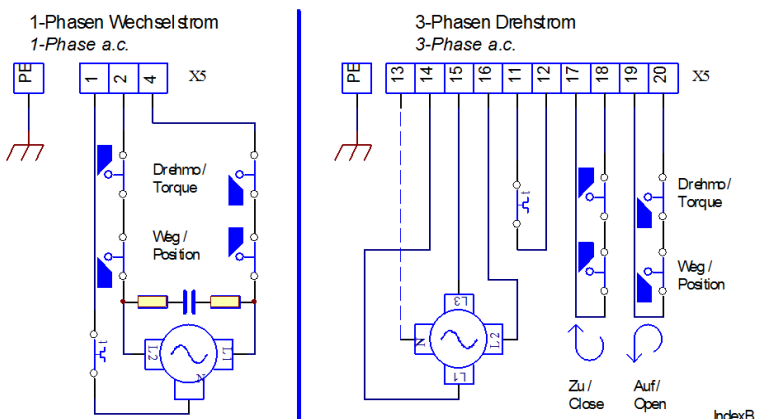 1-Phasen Wechselstrom
1-Phase a.c.
PE
1 2 4
X5
Drehmo/
Torque
Weg /
Position
L2
L1
N
t
3-Phasen Drehstrom
3-Phase a.c.
PE
13 14 15 16 11 12 17 18 19 20
X5
t
Drehmo/
Torque
Weg /
Position
L3
N
L2
L1
Zu /
Close
Auf/
Open
IndexB